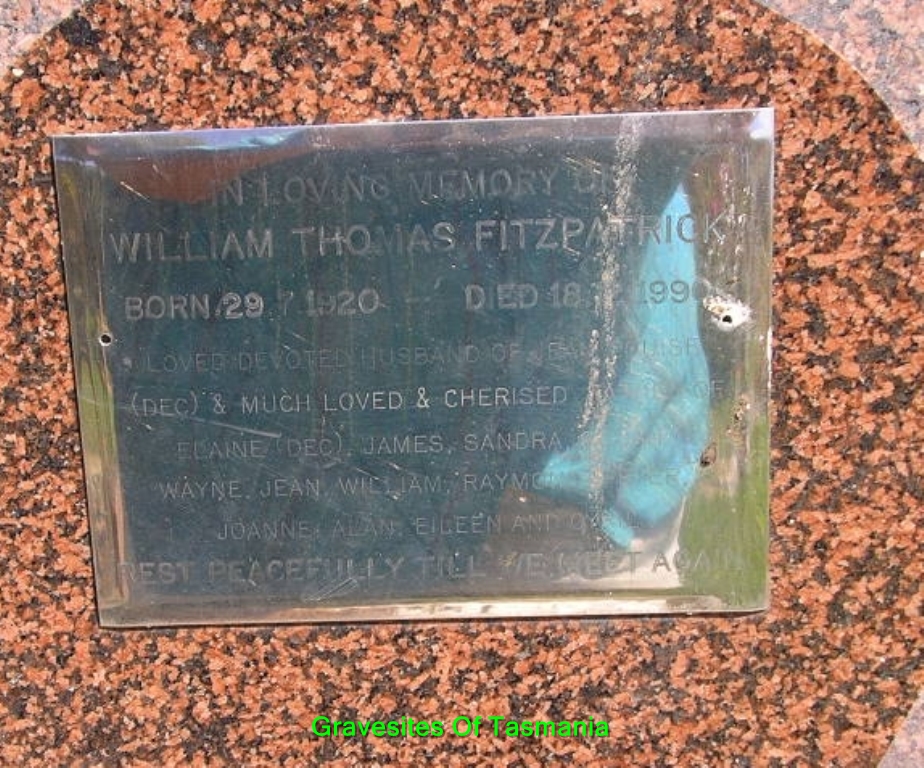 IN LOVING MEMORY OF
WILLIAM THOMAS FITZPATRICK
BORN 29 7 1920 - DIED 18 1990
LOVED DEVOTED HUSBAND OF
(DEC) & MUCH LOVED & CHERISED OF
ELAINE (DEC), JAMES, SANDRA
WAYNE, JEAN, WILLIAM,
JOANNE, ALAN, EILEEN AND
REST PEACEFULLY TILL WE MEET AGAIN
Gravesites Of Tasmania